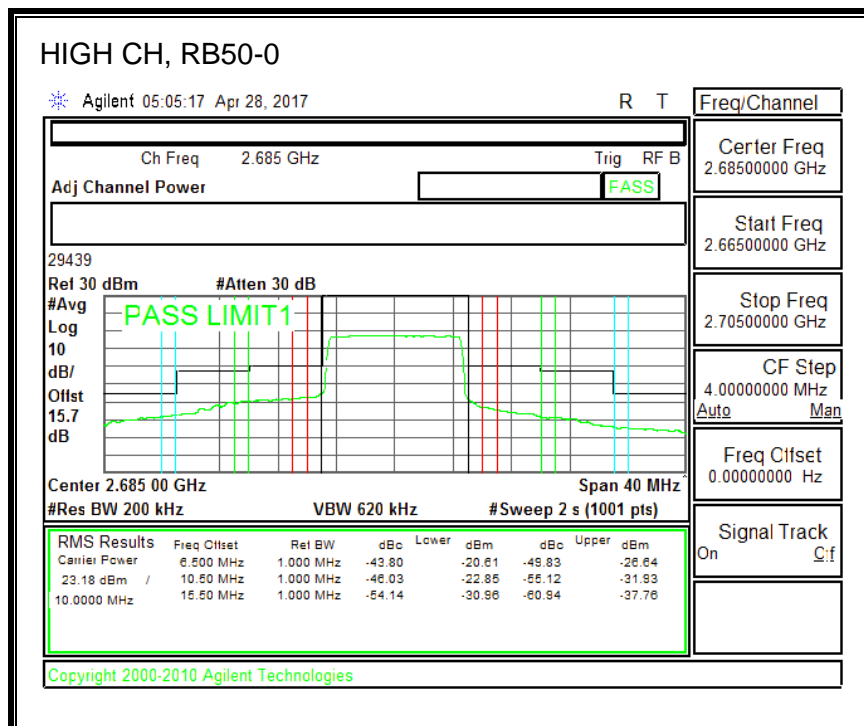 HIGH CH, RB50-0
Agilent 05:05:17 Apr 28, 2017 R T
Ch Freq 2.685 GHz Trig RF B
Adj Channel Power PASS
29439
Ref 30 dBm #Atten 30 dB
#Avg
Log
10
dB/
Offst
15.7
dB
PASS LIMIT1
Center 2.685 00 GHz Span 40 MHz
#Res BW 200 kHz VBW 620 kHz #Sweep 2 s (1001 pts)
RMS Results Freq Offset Ref BW dBc Lower dBm dBc Upper dBm
Carrier Power 6.500 MHz 1.000 MHz -43.80 -20.61 -49.83 -26.64
23.18 dBm / 10.50 MHz 1.000 MHz -46.03 -22.85 -55.12 -31.93
10.0000 MHz 15.50 MHz 1.000 MHz -54.14 -30.96 -60.94 -37.76
Copyright 2000-2010 Agilent Technologies
Freq/Channel
Center Freq
2.68500000 GHz
Start Freq
2.66500000 GHz
Stop Freq
2.70500000 GHz
CF Step
4.00000000 MHz
Auto Man
Freq Offset
0.00000000 Hz
Signal Track
On Off